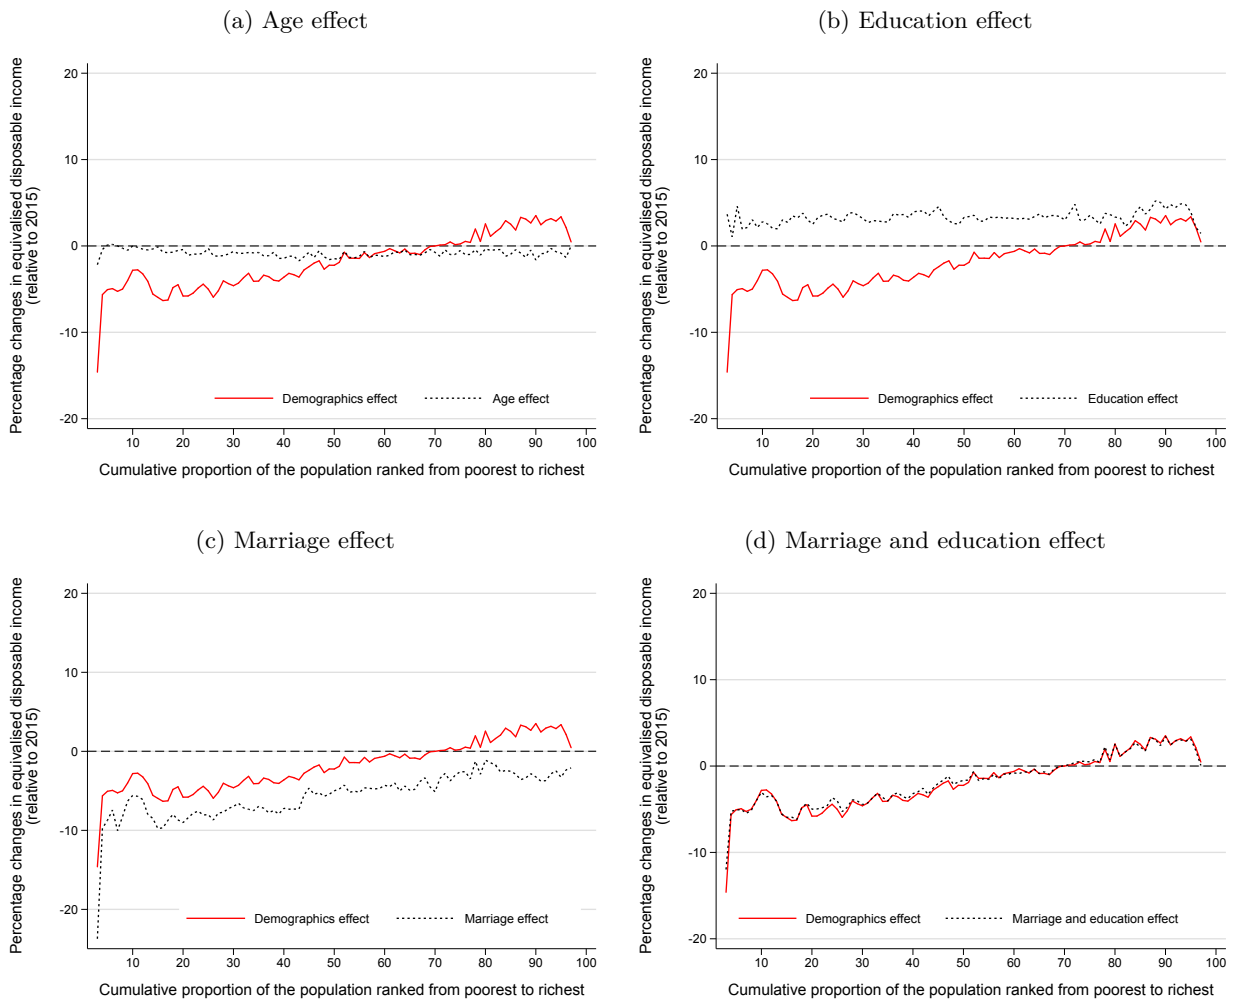 (a) Age effect
Percentage changes in equivalised disposable income
(relative to 2015)
20
10
0
-10
-20
Demographics effect
Age effect
10 20 30 40 50 60 70 80 90 100
Cumulative proportion of the population ranked from poorest to richest
(b) Education effect
Percentage changes in equivalised disposable income
(relative to 2015)
20
10
0
-10
-20
Demographics effect
Education effect
10 20 30 40 50 60 70 80 90 100
Cumulative proportion of the population ranked from poorest to richest
(c) Marriage effect
Percentage changes in equivalised disposable income
(relative to 2015)
20
10
0
-10
-20
Demographics effect
Marriage effect
10 20 30 40 50 60 70 80 90 100
Cumulative proportion of the population ranked from poorest to richest
(d) Marriage and education effect
Percentage changes in equivalised disposable income
(relative to 2015)
20
10
0
-10
-20
Demographics effect
Marriage and education effect
10 20 30 40 50 60 70 80 90 100
Cumulative proportion of the population ranked from poorest to richest